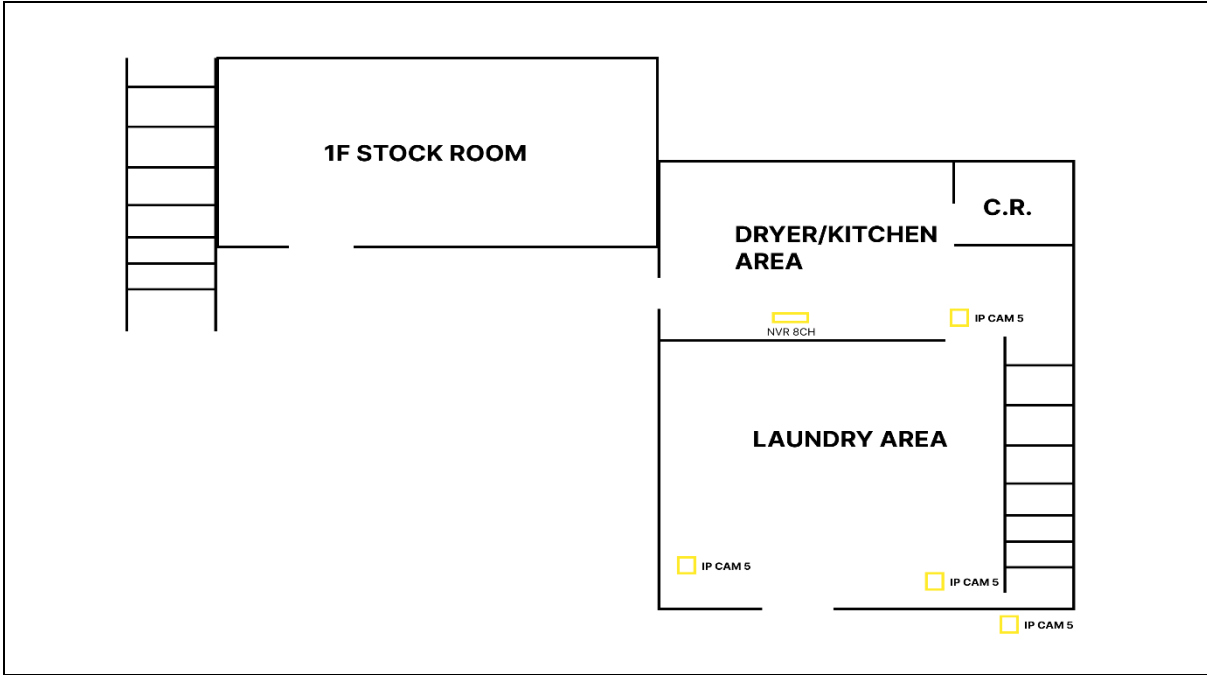 1F STOCK ROOM
C.R.
DRYER/KITCHEN
AREA
IP CAM 5
NVR 8CH
LAUNDRY AREA
IP CAM 5
IP CAM 5
IP CAM 5